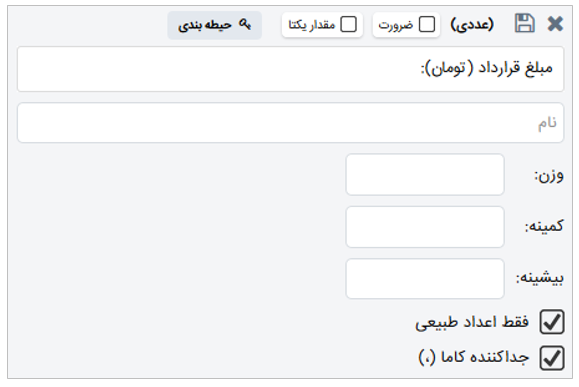 (عددی) ضرورت مقدار یکتا حیطه بندی
مبلغ قرارداد (تومان):
نام
وزن:
کمینه:
بیشینه:
فقط اعداد طبیعی
جداکننده کاما (،)